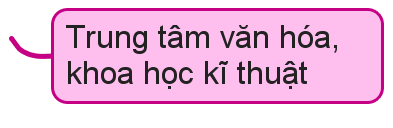 Trung tâm văn hóa,
khoa học kĩ thuật